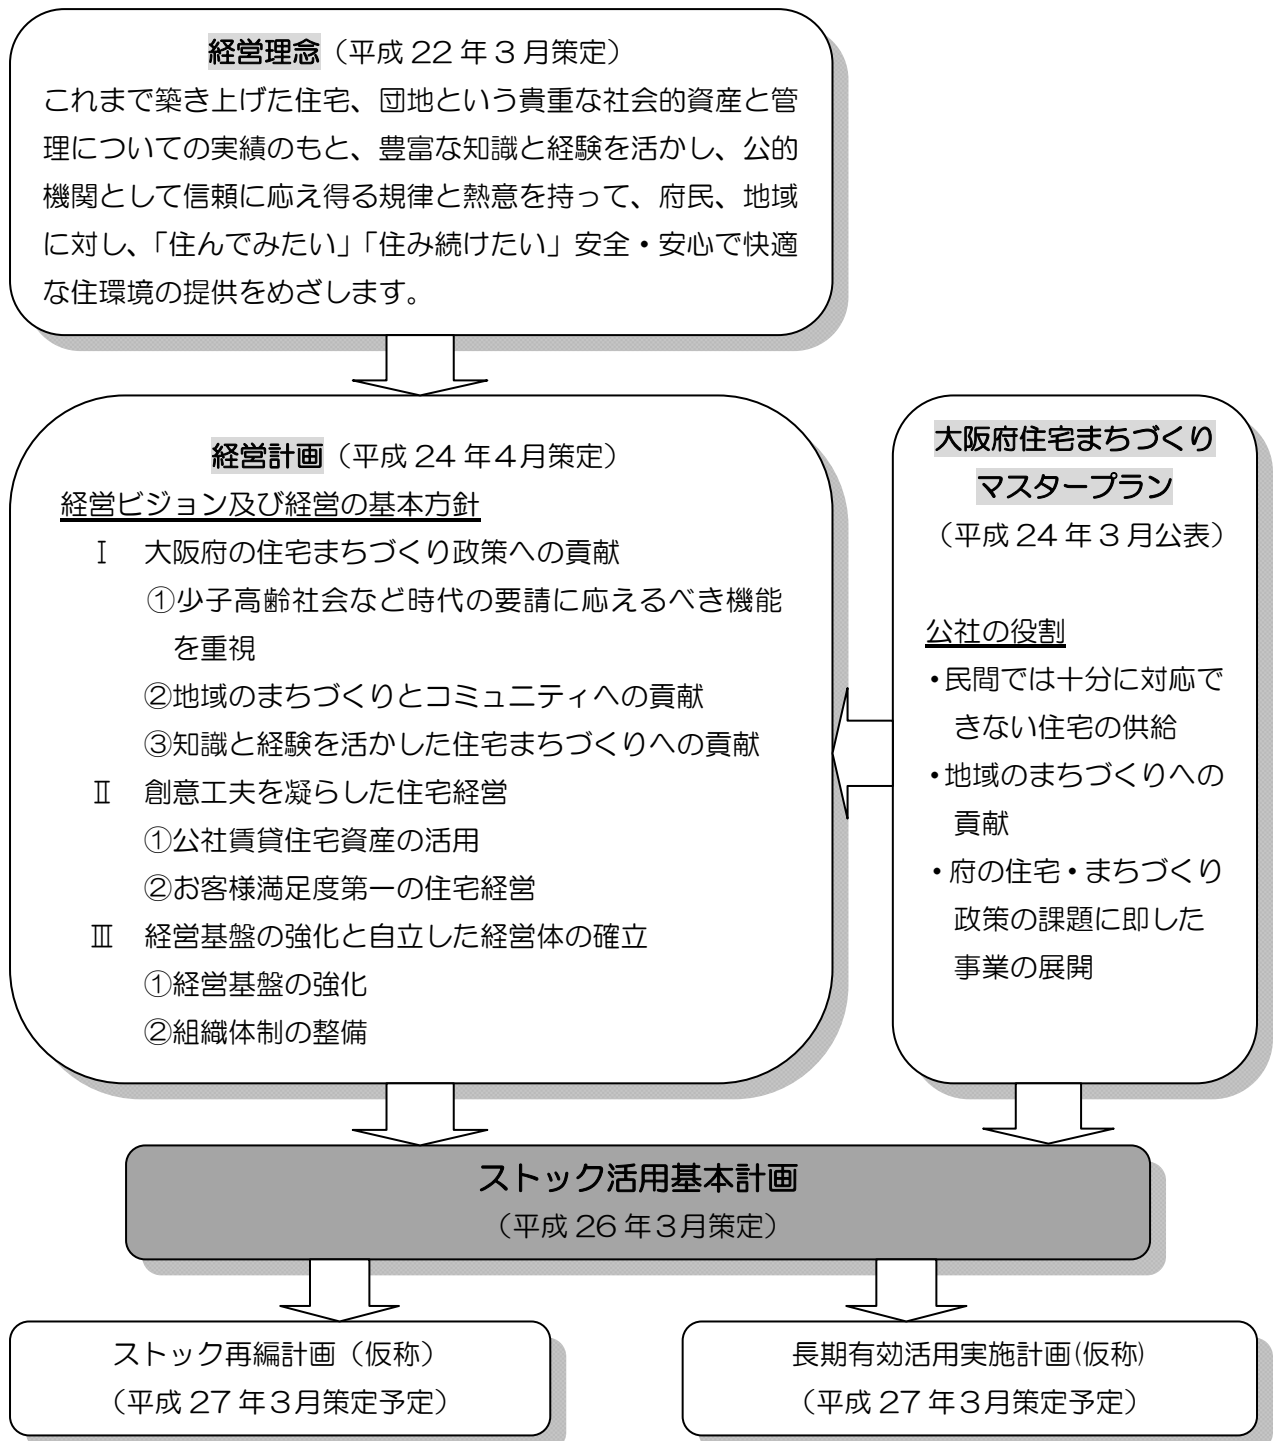 経営理念（平成 22 年 3 月策定）
これまで築き上げた住宅、団地という貴重な社会的資産と管
理についての実績のもと、豊富な知識と経験を活かし、公的
機関として信頼に応え得る規律と熱意を持って、府民、地域
に対し、「住んでみたい」「住み続けたい」安全・安心で快適
な住環境の提供をめざします。
経営計画（平成 24 年４月策定）
経営ビジョン及び経営の基本方針
Ⅰ　大阪府の住宅まちづくり政策への貢献
①少子高齢社会など時代の要請に応えるべき機能
を重視
②地域のまちづくりとコミュニティへの貢献
③知識と経験を活かした住宅まちづくりへの貢献
Ⅱ　創意工夫を凝らした住宅経営
①公社賃貸住宅資産の活用
②お客様満足度第一の住宅経営
Ⅲ　経営基盤の強化と自立した経営体の確立
①経営基盤の強化
②組織体制の整備
大阪府住宅まちづくり
マスタープラン
（平成 24 年 3 月公表）
公社の役割
・民間では十分に対応で
きない住宅の供給
・地域のまちづくりへの
貢献
・府の住宅・まちづくり
政策の課題に即した
事業の展開
ストック活用基本計画
（平成 26 年３月策定）
ストック再編計画（仮称）
（平成 27 年３月策定予定）
長期有効活用実施計画(仮称)
（平成 27 年３月策定予定）